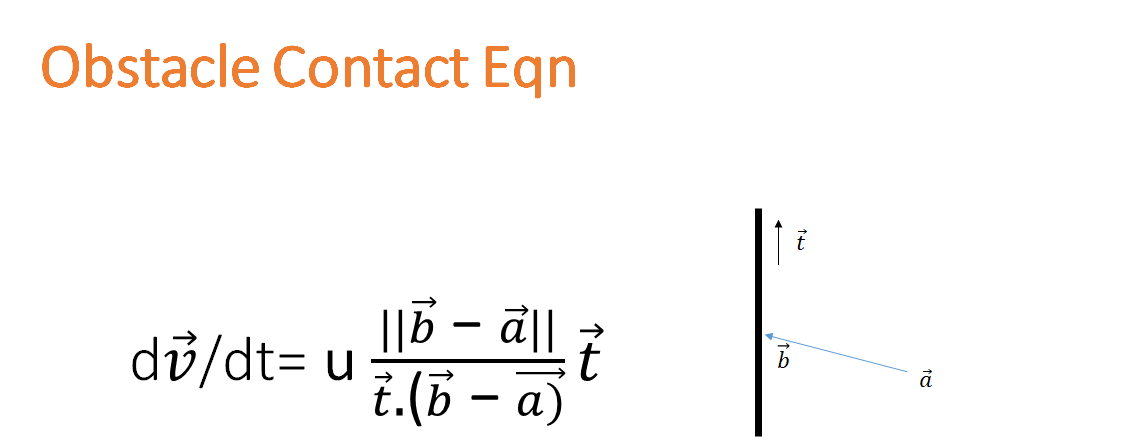 Obstacle Contact Eqn
d𝑣⃗/dt= u ||𝑏⃗ − 𝑎⃗|| / 𝑡⃗.(𝑏⃗ − 𝑎)⃗ 𝑡⃗
𝑡⃗
𝑏⃗
𝑎⃗